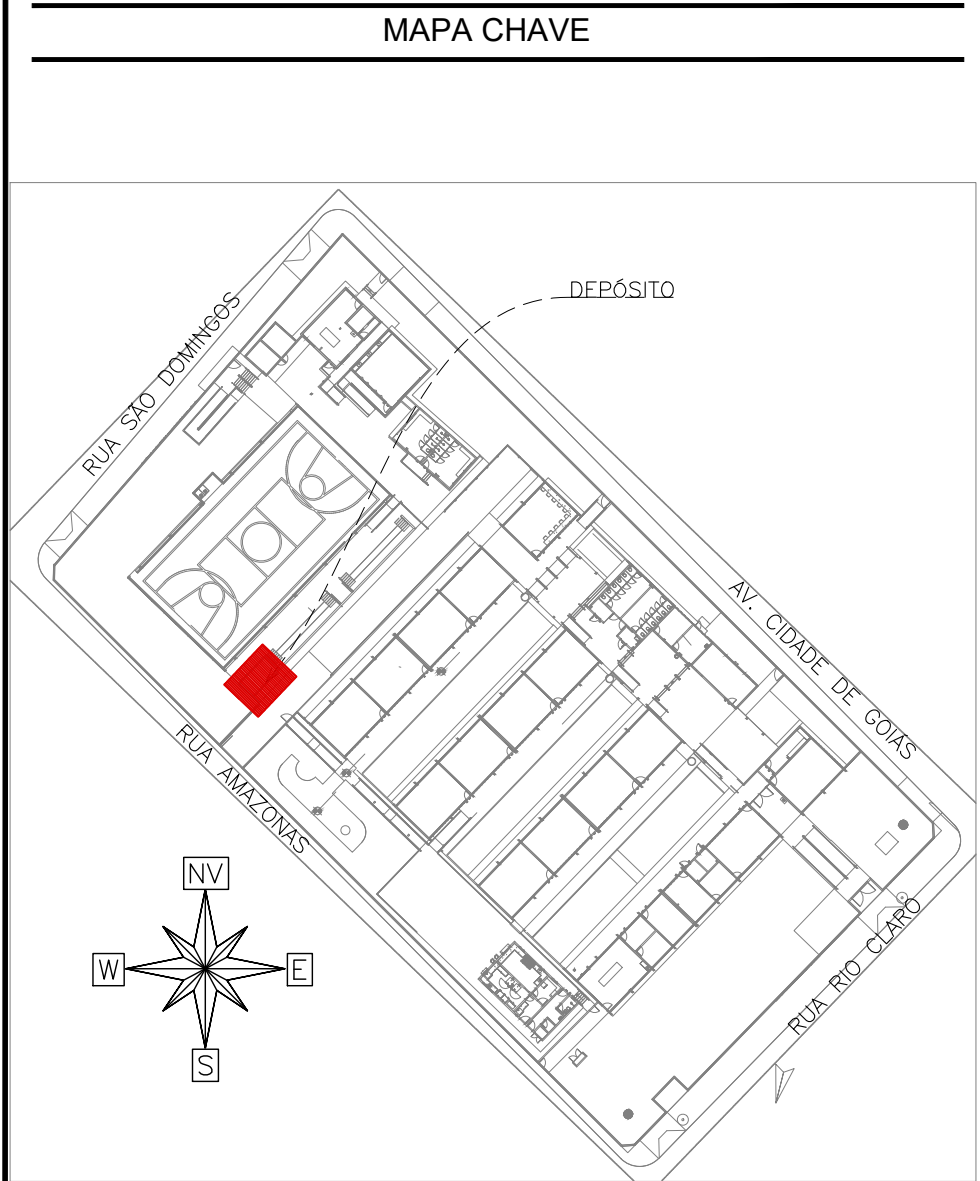 MAPA CHAVE
DEPÓSITO
RUA SÃO DOMINGOS
AV. CIDADE DE GOIÁS
RUA AMAZONAS
NV
W
E
S
RUA RIO CLARO